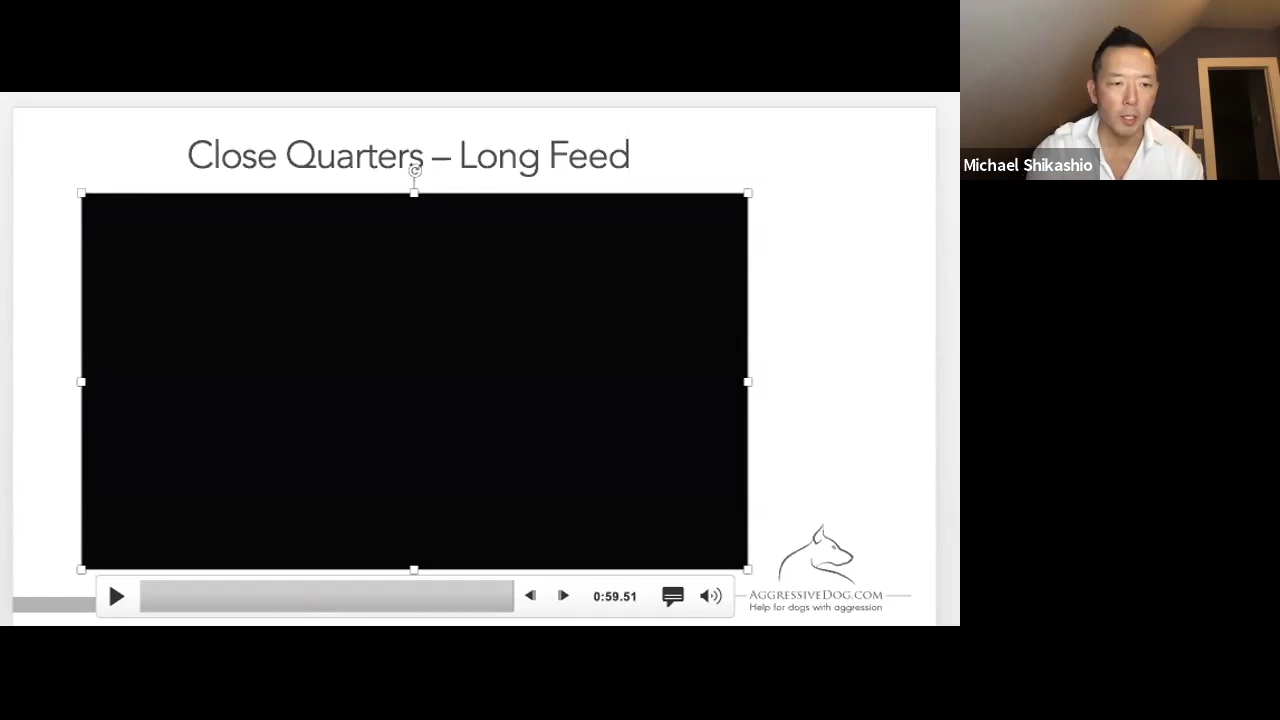 Close Quarters – Long Feed
Michael Shikashio
0:59.51
AGGRESSIVEDOG.COM
Help for dogs with aggression